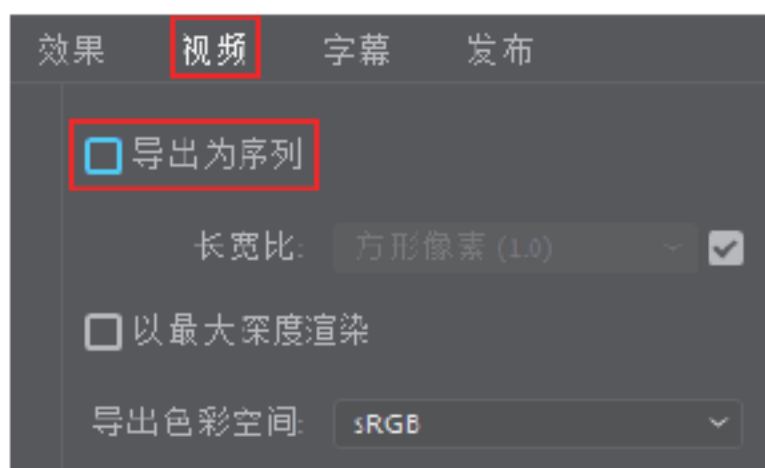 效果 视频 字幕 发布
导出为序列
长宽比: 方形像素 (1.0)
以最大深度渲染
导出色彩空间: sRGB